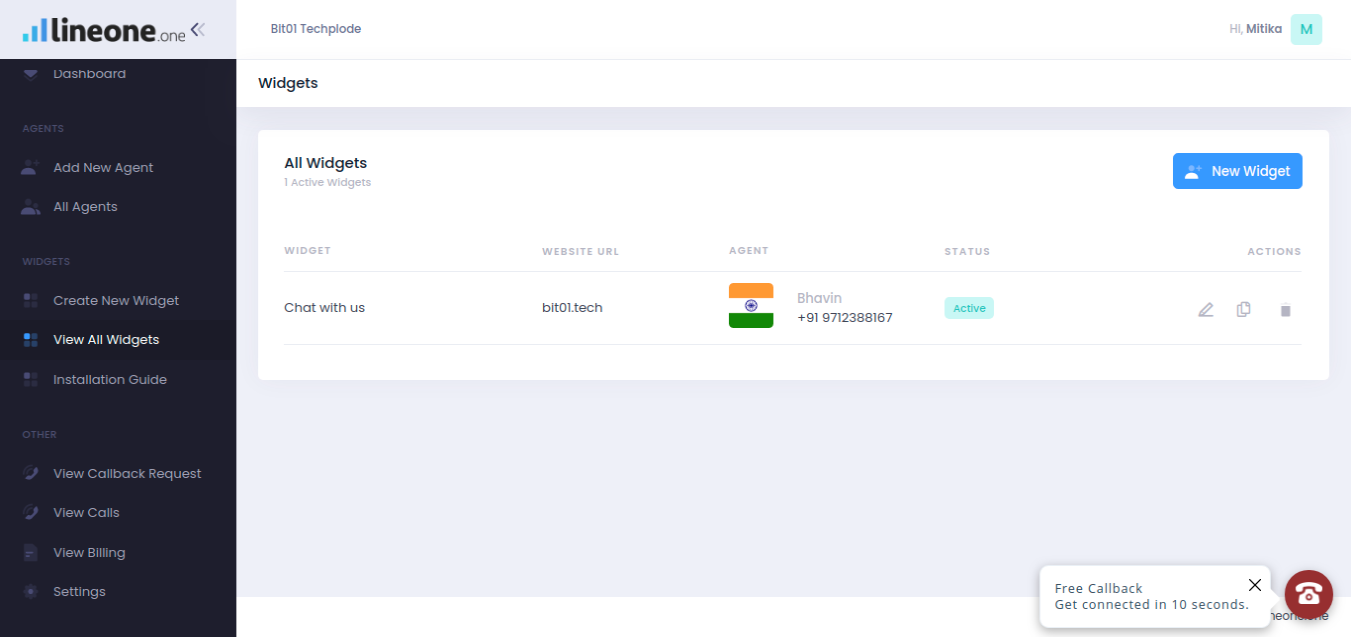 lineone.one
Bit01 Techplode
Hi, Mitika
M
Dashboard
AGENTS
Add New Agent
All Agents
WIDGETS
Create New Widget
View All Widgets
Installation Guide
OTHER
View Callback Request
View Calls
View Billing
Settings
Widgets
All Widgets
1 Active Widgets
New Widget
WIDGET WEBSITE URL AGENT STATUS ACTIONS
Chat with us bit01.tech Bhavin Active
+91 9712388167
Free Callback
Get connected in 10 seconds.